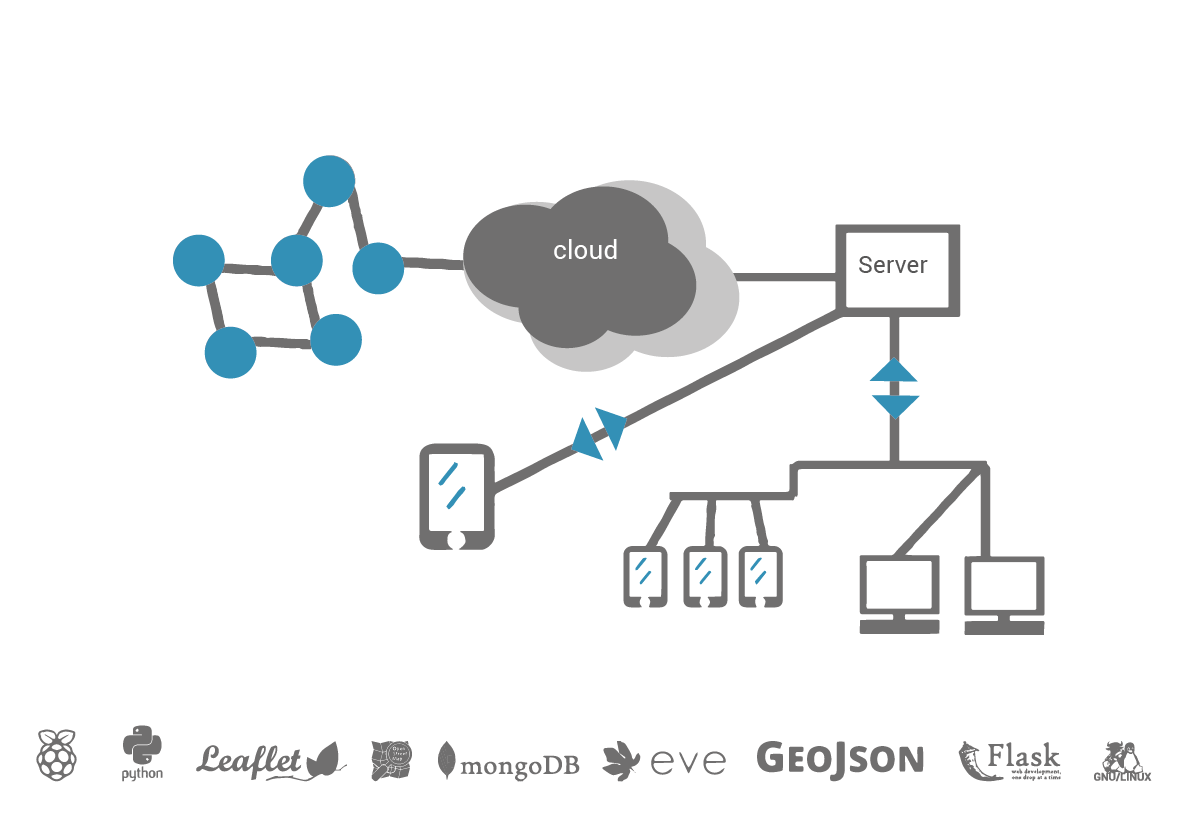 cloud
Server
python
Leaflet
Open
Street
Map
mongoDB
eve
GEOJSON
Flask
web development,
one drop at a time
GNU/LINUX